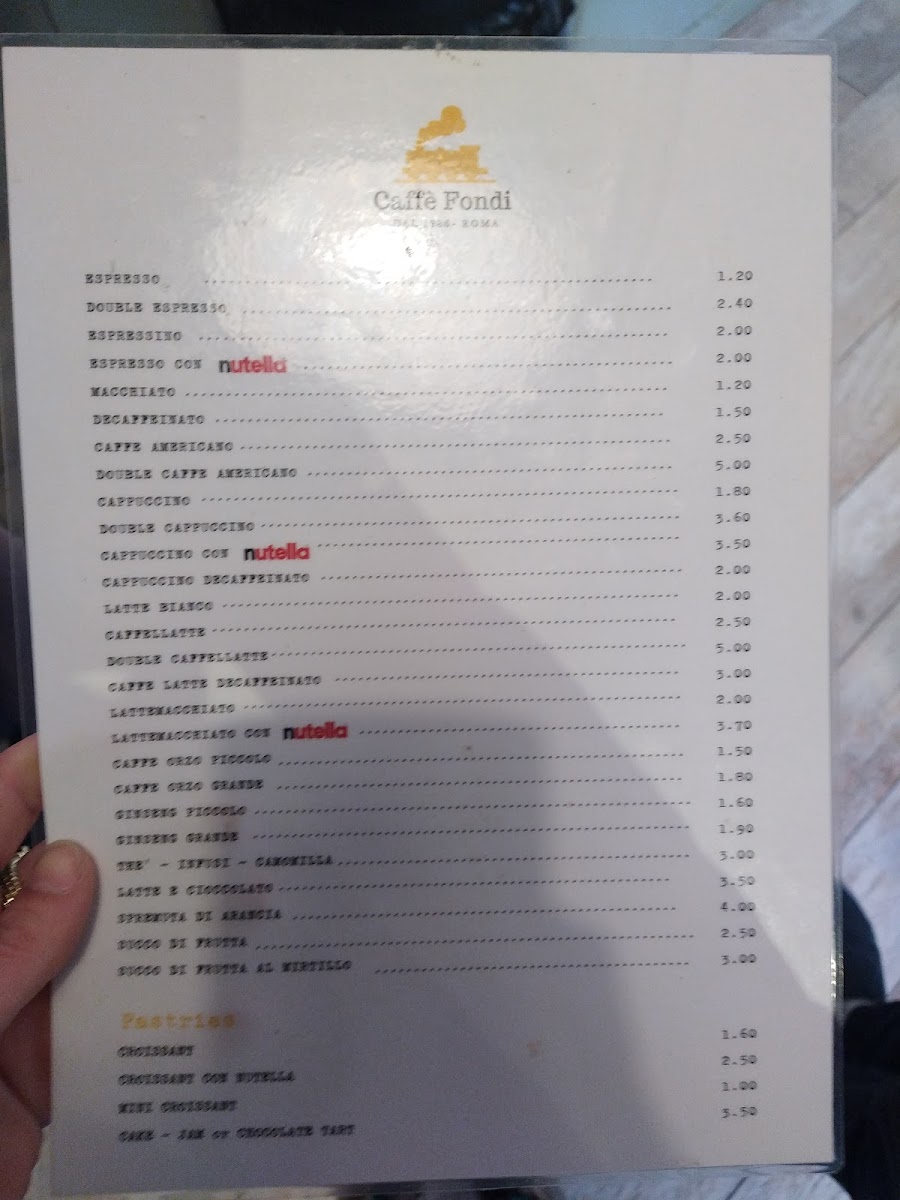 Caffè Fondi
DAL 1986- ROMA
ESPRESSO ........ 1.20
DOUBLE ESPRESSO ........ 2.40
ESPRESSINO ........ 2.00
ESPRESSO CON nutella ........ 2.00
MACCHIATO ........ 1.20
DECAFFEINATO ........ 1.50
CAFFE AMERICANO ........ 2.50
DOUBLE CAFFE AMERICANO ........ 5.00
CAPPUCCINO ........ 1.80
DOUBLE CAPPUCCINO ........ 3.60
CAPPUCCINO CON nutella ........ 3.50
CAPPUCCINO DECAFFEINATO ........ 2.00
LATTE BIANCO ........ 2.00
CAFFELLATTE ........ 2.50
DOUBLE CAFFELLATTE ........ 5.00
CAFFE LATTE DECAFFEINATO ........ 3.00
LATTEMACCHIATO ........ 2.00
LATTEMACCHIATO CON nutella ........ 3.70
CAFFE ORZO PICCOLO ........ 1.50
CAFFE ORZO GRANDE ........ 1.80
GINSENG PICCOLO ........ 1.60
GINSENG GRANDE ........ 1.90
THE' - INFUSI - CAMOMILLA ........ 3.00
LATTE E CIOCCOLATO ........ 3.50
SPREMUTA DI ARANCIA ........ 4.00
SUCCO DI FRUTTA ........ 2.50
SUCCO DI FRUTTA AL MIRTILLO ........ 3.00
Pastries
CROISSANT 1.60
CROISSANT CON NUTELLA 2.50
MINI CROISSANT 1.00
CAKE - JAM or CHOCOLATE TART 3.50